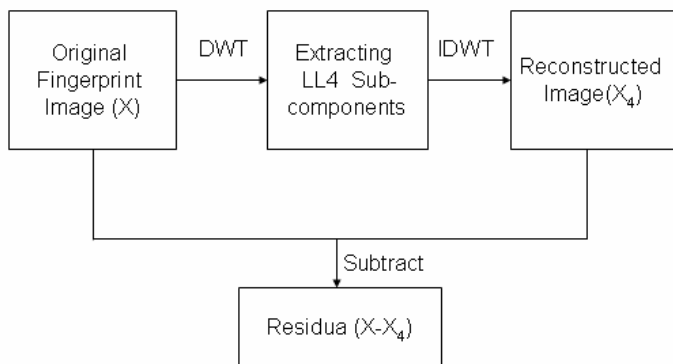 Original
Fingerprint
Image (X)
DWT
Extracting
LL4 Sub-
components
IDWT
Reconstructed
Image(X₄)
Subtract
Residua (X-X₄)